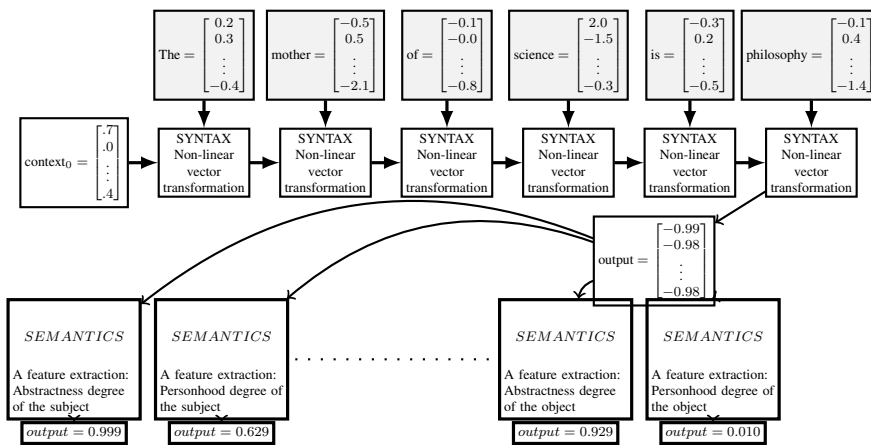 The = [0.2 0.3 ⋮ −0.4]
mother = [−0.5 0.5 ⋮ −2.1]
of = [−0.1 −0.0 ⋮ −0.8]
science = [2.0 −1.5 ⋮ −0.3]
is = [−0.3 0.2 ⋮ −0.5]
philosophy = [−0.1 0.4 ⋮ −1.4]
context₀ = [.7 .0 ⋮ .4]
SYNTAX
Non-linear
vector
transformation
SYNTAX
Non-linear
vector
transformation
SYNTAX
Non-linear
vector
transformation
SYNTAX
Non-linear
vector
transformation
SYNTAX
Non-linear
vector
transformation
SYNTAX
Non-linear
vector
transformation
output = [−0.99 −0.98 ⋮ −0.98]
SEMANTICS
A feature extraction:
Abstractness degree
of the subject
output = 0.999
SEMANTICS
A feature extraction:
Personhood degree of
the subject
output = 0.629
. . . . . . . . . . . . . . . .
SEMANTICS
A feature extraction:
Abstractness degree
of the object
output = 0.929
SEMANTICS
A feature extraction:
Personhood degree of
the object
output = 0.010